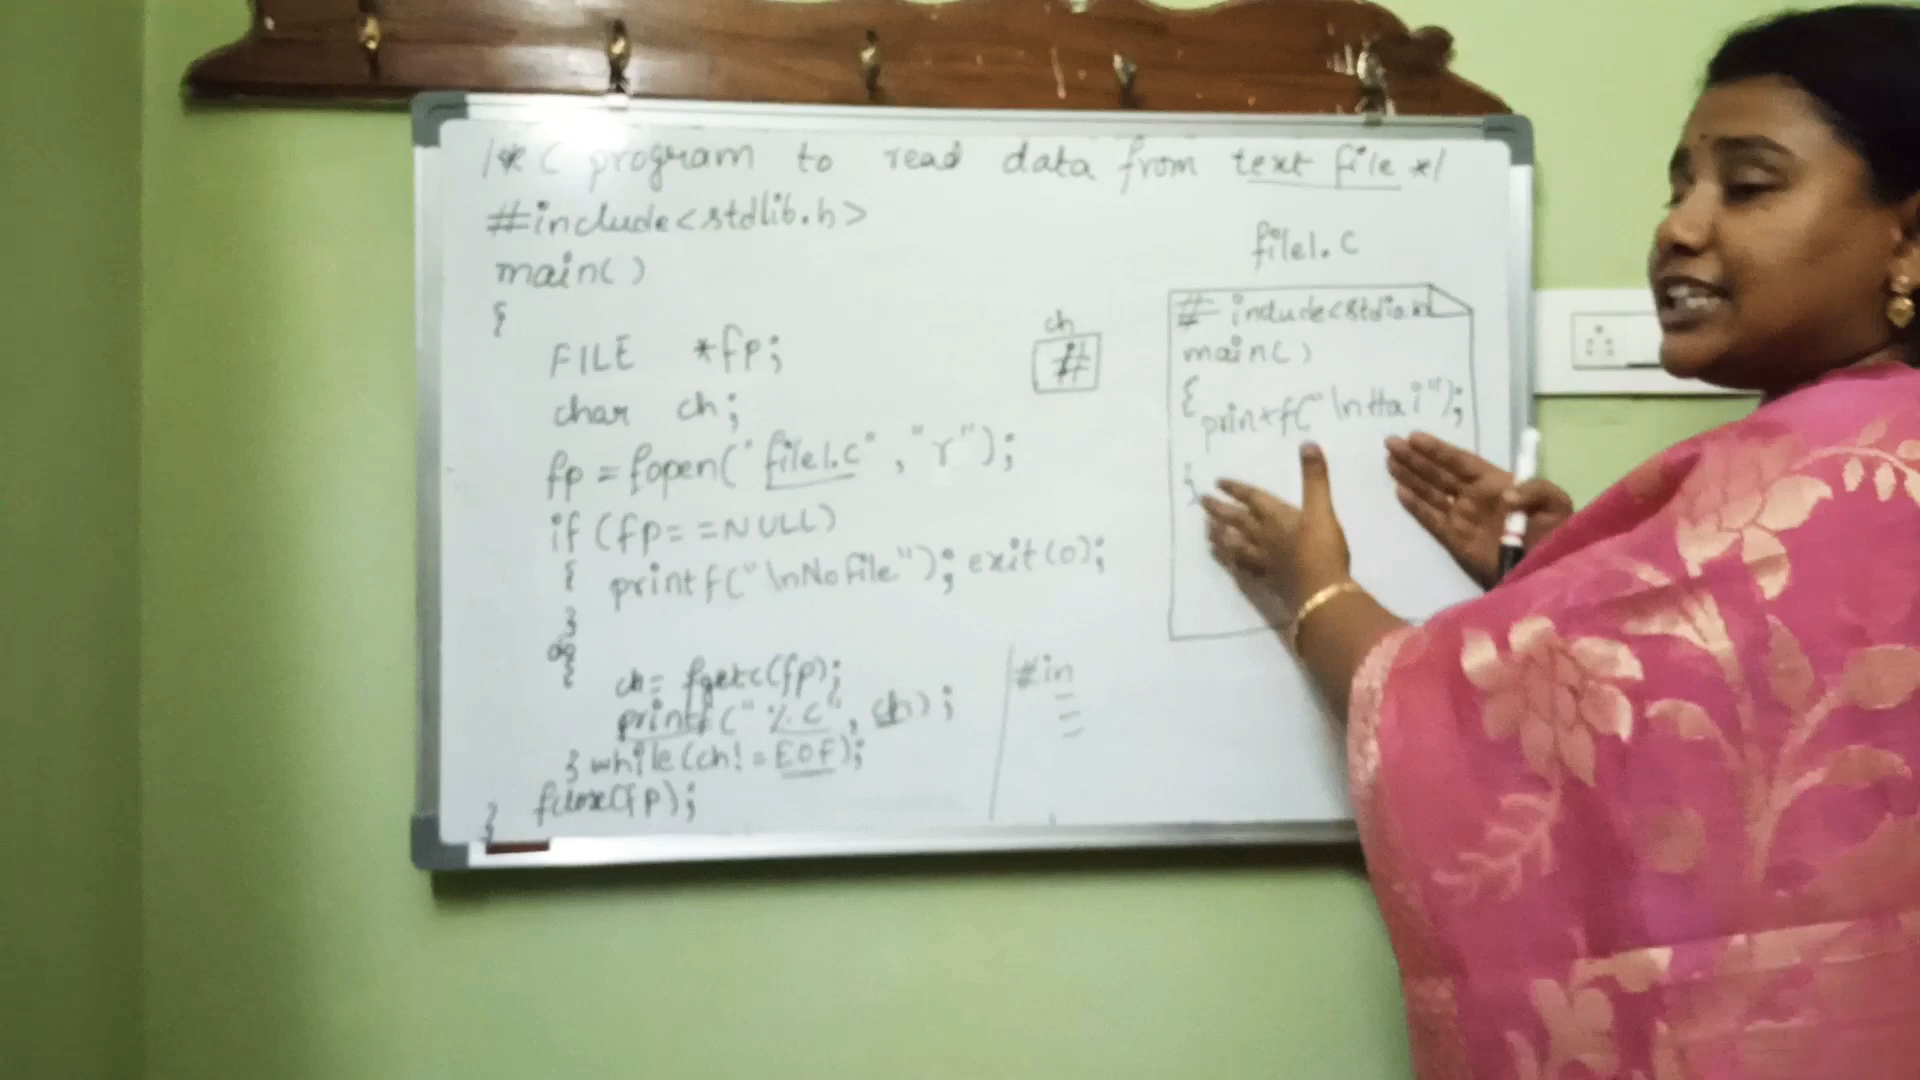 /* C program to read data from text file */
#include<stdlib.h>
main()
{
FILE *fp;
char ch;
fp = fopen("file1.c", "r");
if (fp==NULL)
{ printf("\nNofile"); exit(0);
}
do
{
ch= fgetc(fp);
printf("%c", ch);
} while(ch!=EOF);
fclose(fp);
}
ch
#
#in
file1.c
# include<stdio.h
main()
{
printf("\nHai");
}